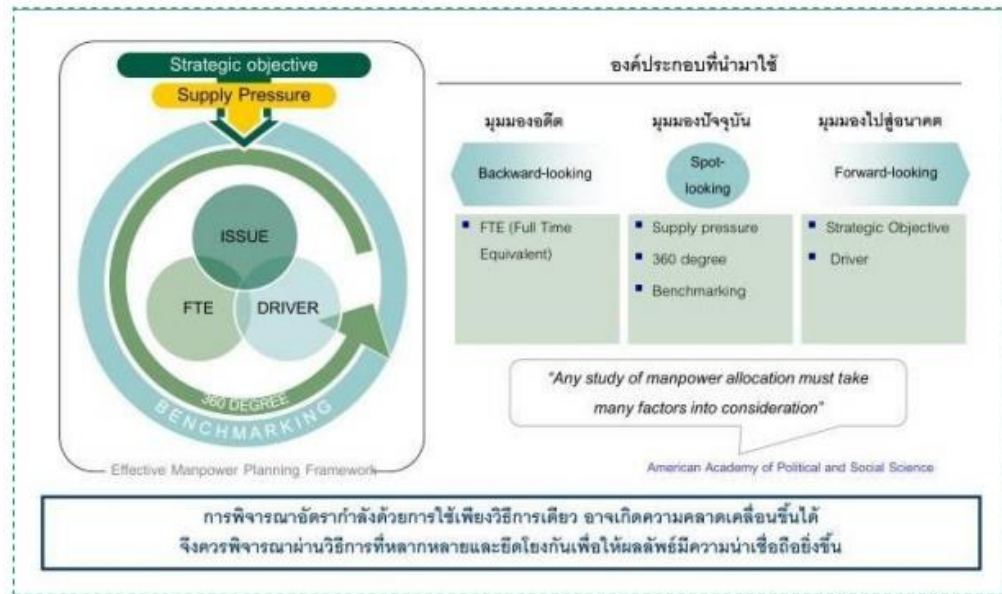 Strategic objective
Supply Pressure
ISSUE
FTE
DRIVER
360 DEGREE
BENCHMARKING
Effective Manpower Planning Framework
องค์ประกอบที่นำมาใช้
มุมมองอดีต
มุมมองปัจจุบัน
มุมมองไปสู่อนาคต
Backward-looking
Spot-
looking
Forward-looking
FTE (Full Time
Equivalent)
Supply pressure
360 degree
Benchmarking
Strategic Objective
Driver
"Any study of manpower allocation must take
many factors into consideration"
American Academy of Political and Social Science
การพิจารณาอัตรากำลังด้วยการใช้เพียงวิธีการเดียว อาจเกิดความคลาดเคลื่อนขึ้นได้
จึงควรพิจารณาผ่านวิธีการที่หลากหลายและยึดโยงกันเพื่อให้ผลลัพธ์มีความน่าเชื่อถือยิ่งขึ้น